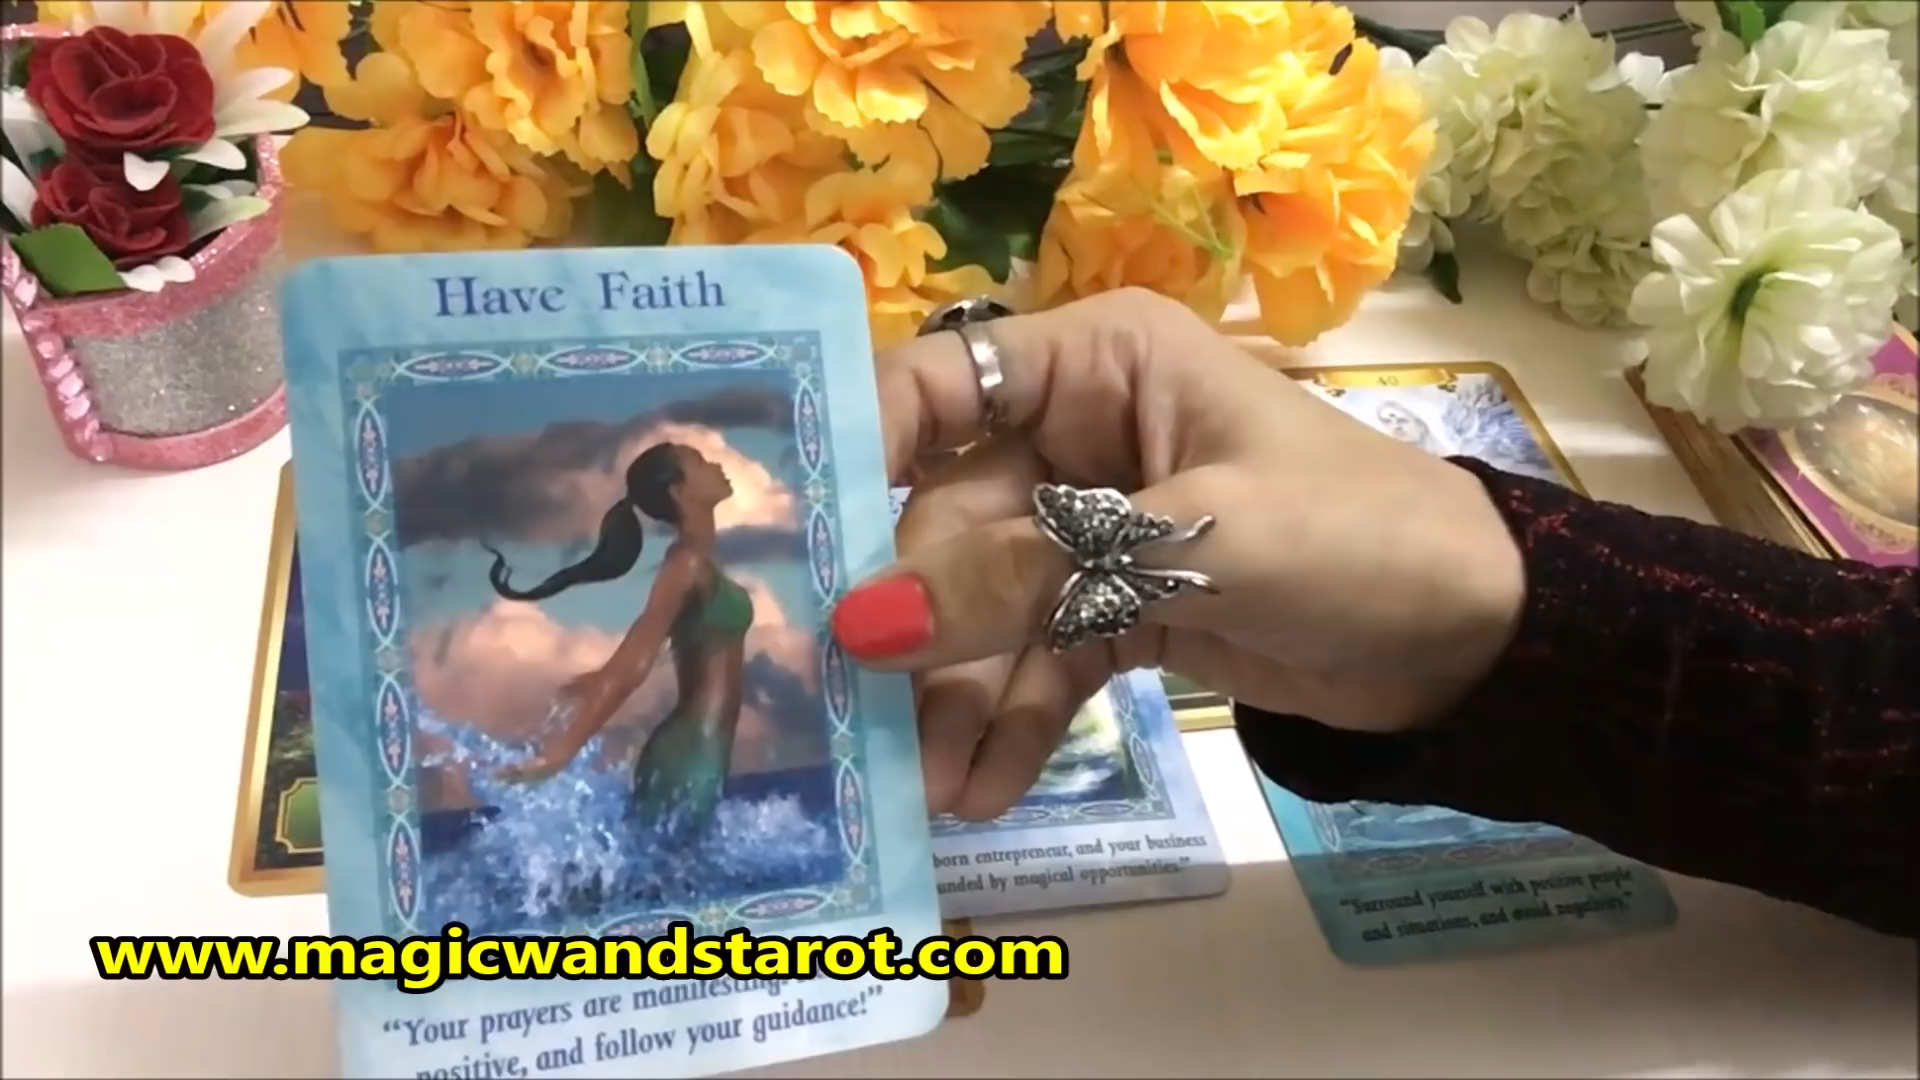 Have Faith
40
born entrepreneur, and your business
unded by magical opportunities."
"Surround yourself with positive people
and situations, and avoid negativity."
www.magicwandstarot.com
"Your prayers are manifesting!
positive, and follow your guidance!"